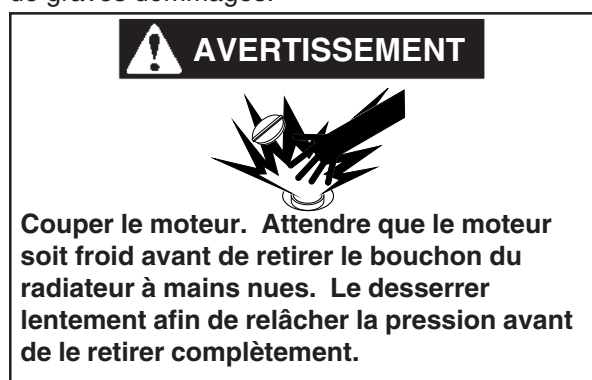 de graves dommages.
AVERTISSEMENT
Couper le moteur.  Attendre que le moteur
soit froid avant de retirer le bouchon du
radiateur à mains nues.  Le desserrer
lentement afin de relâcher la pression avant
de le retirer complètement.